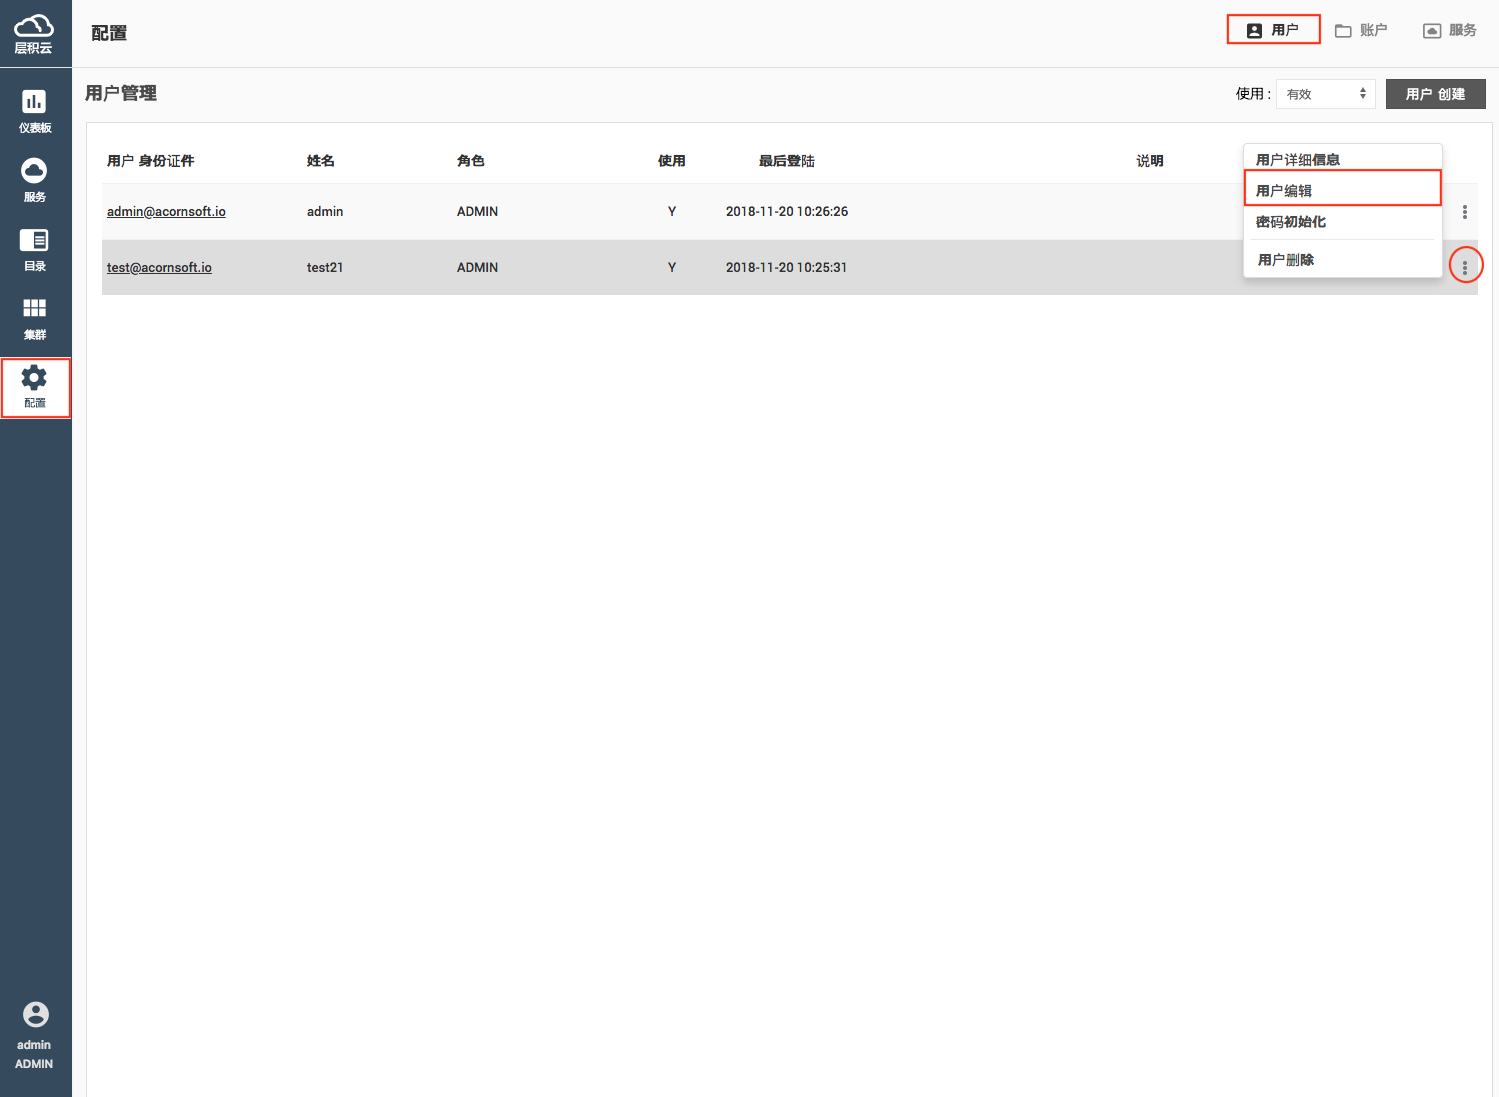 层积云
配置
用户 账户 服务
用户管理
使用 : 有效 用户 创建
仪表板
服务
目录
集群
配置
用户 身份证件 姓名 角色 使用 最后登陆 说明
admin@acornsoft.io admin ADMIN Y 2018-11-20 10:26:26
test@acornsoft.io test21 ADMIN Y 2018-11-20 10:25:31
用户详细信息
用户编辑
密码初始化
用户删除
admin
ADMIN